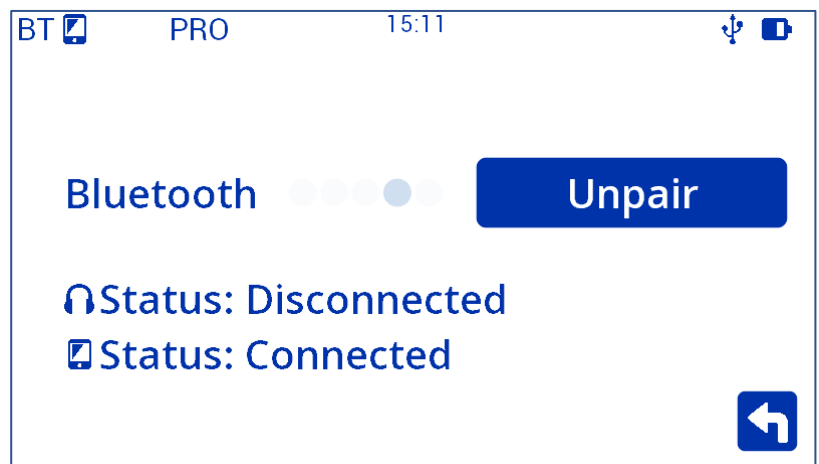 BT PRO 15:11
Bluetooth Unpair
Status: Disconnected
Status: Connected